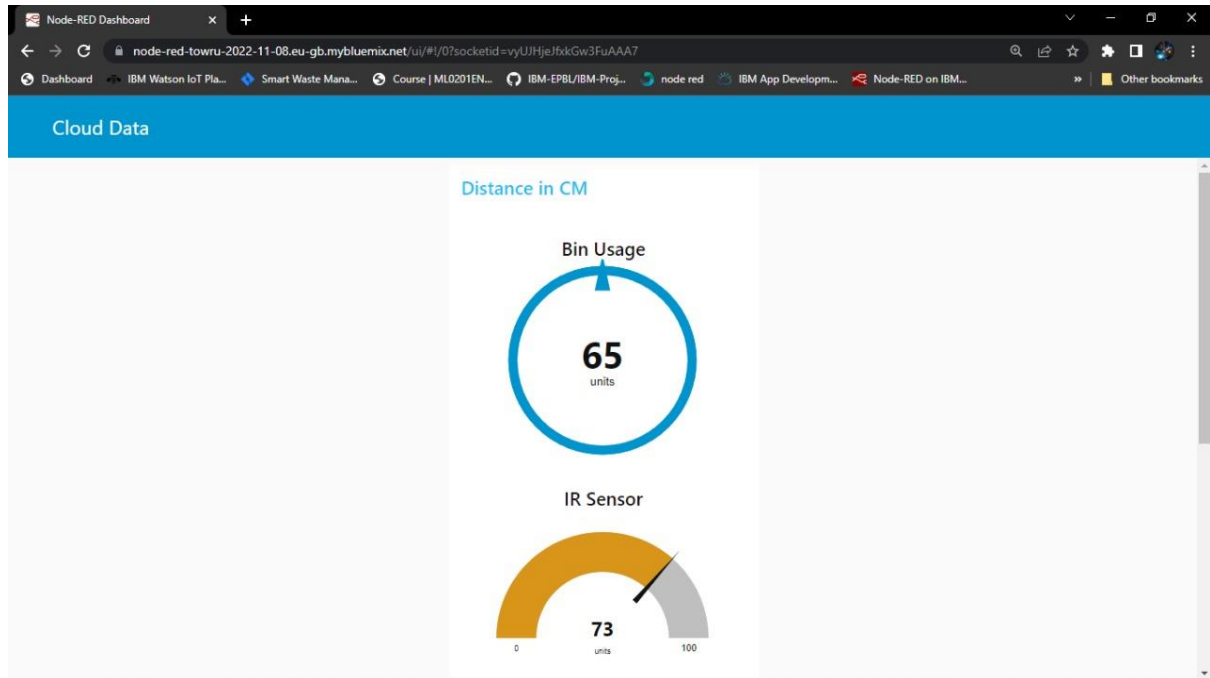 Node-RED Dashboard
node-red-towru-2022-11-08.eu-gb.mybluemix.net/ui/#!/0?socketid=vyUJHjeJfxkGw3FuAAA7
Dashboard IBM Watson IoT Pla... Smart Waste Mana... Course | ML0201EN... IBM-EPBL/IBM-Proj... node red IBM App Developm... Node-RED on IBM... » Other bookmarks
Cloud Data
Distance in CM
Bin Usage
65
units
IR Sensor
73
0 units 100